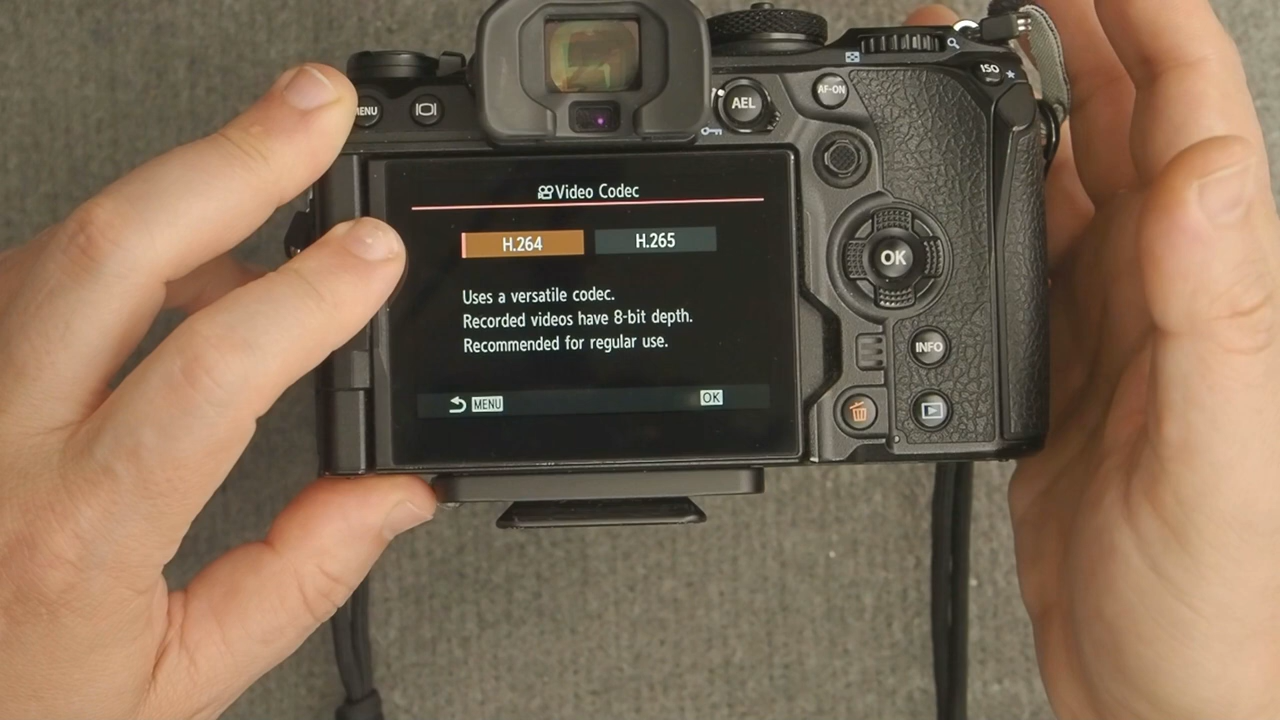 ISO
AF-ON
AEL
MENU
Video Codec
H.264 H.265
Uses a versatile codec.
Recorded videos have 8-bit depth.
Recommended for regular use.
MENU OK
OK
INFO